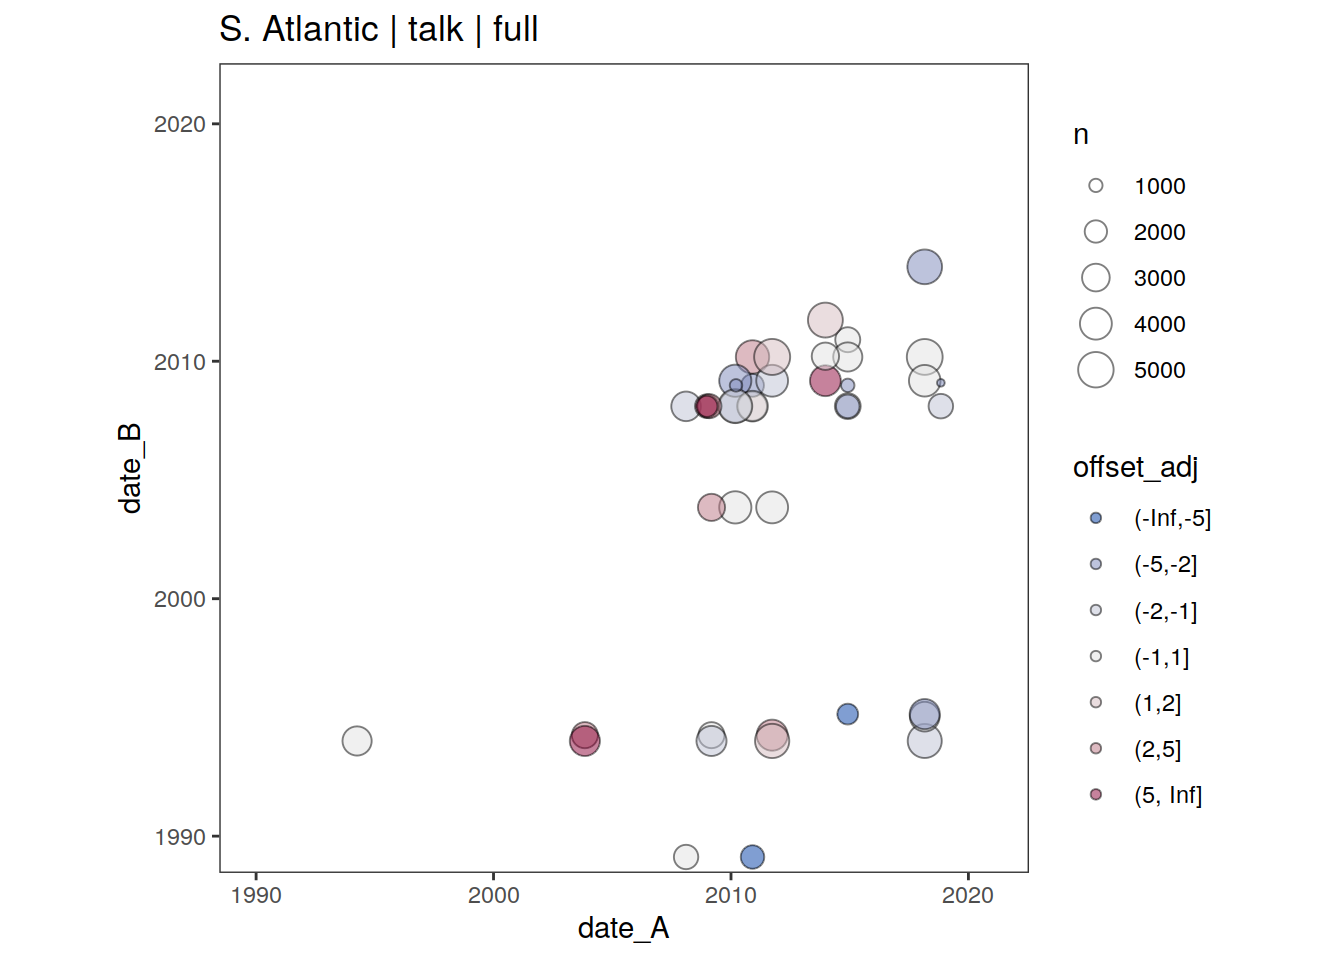 S. Atlantic | talk | full
2020
2010
2000
1990
date_B
1990
2000
2010
2020
date_A
n
1000
2000
3000
4000
5000
offset_adj
(-Inf,-5]
(-5,-2]
(-2,-1]
(-1,1]
(1,2]
(2,5]
(5, Inf]